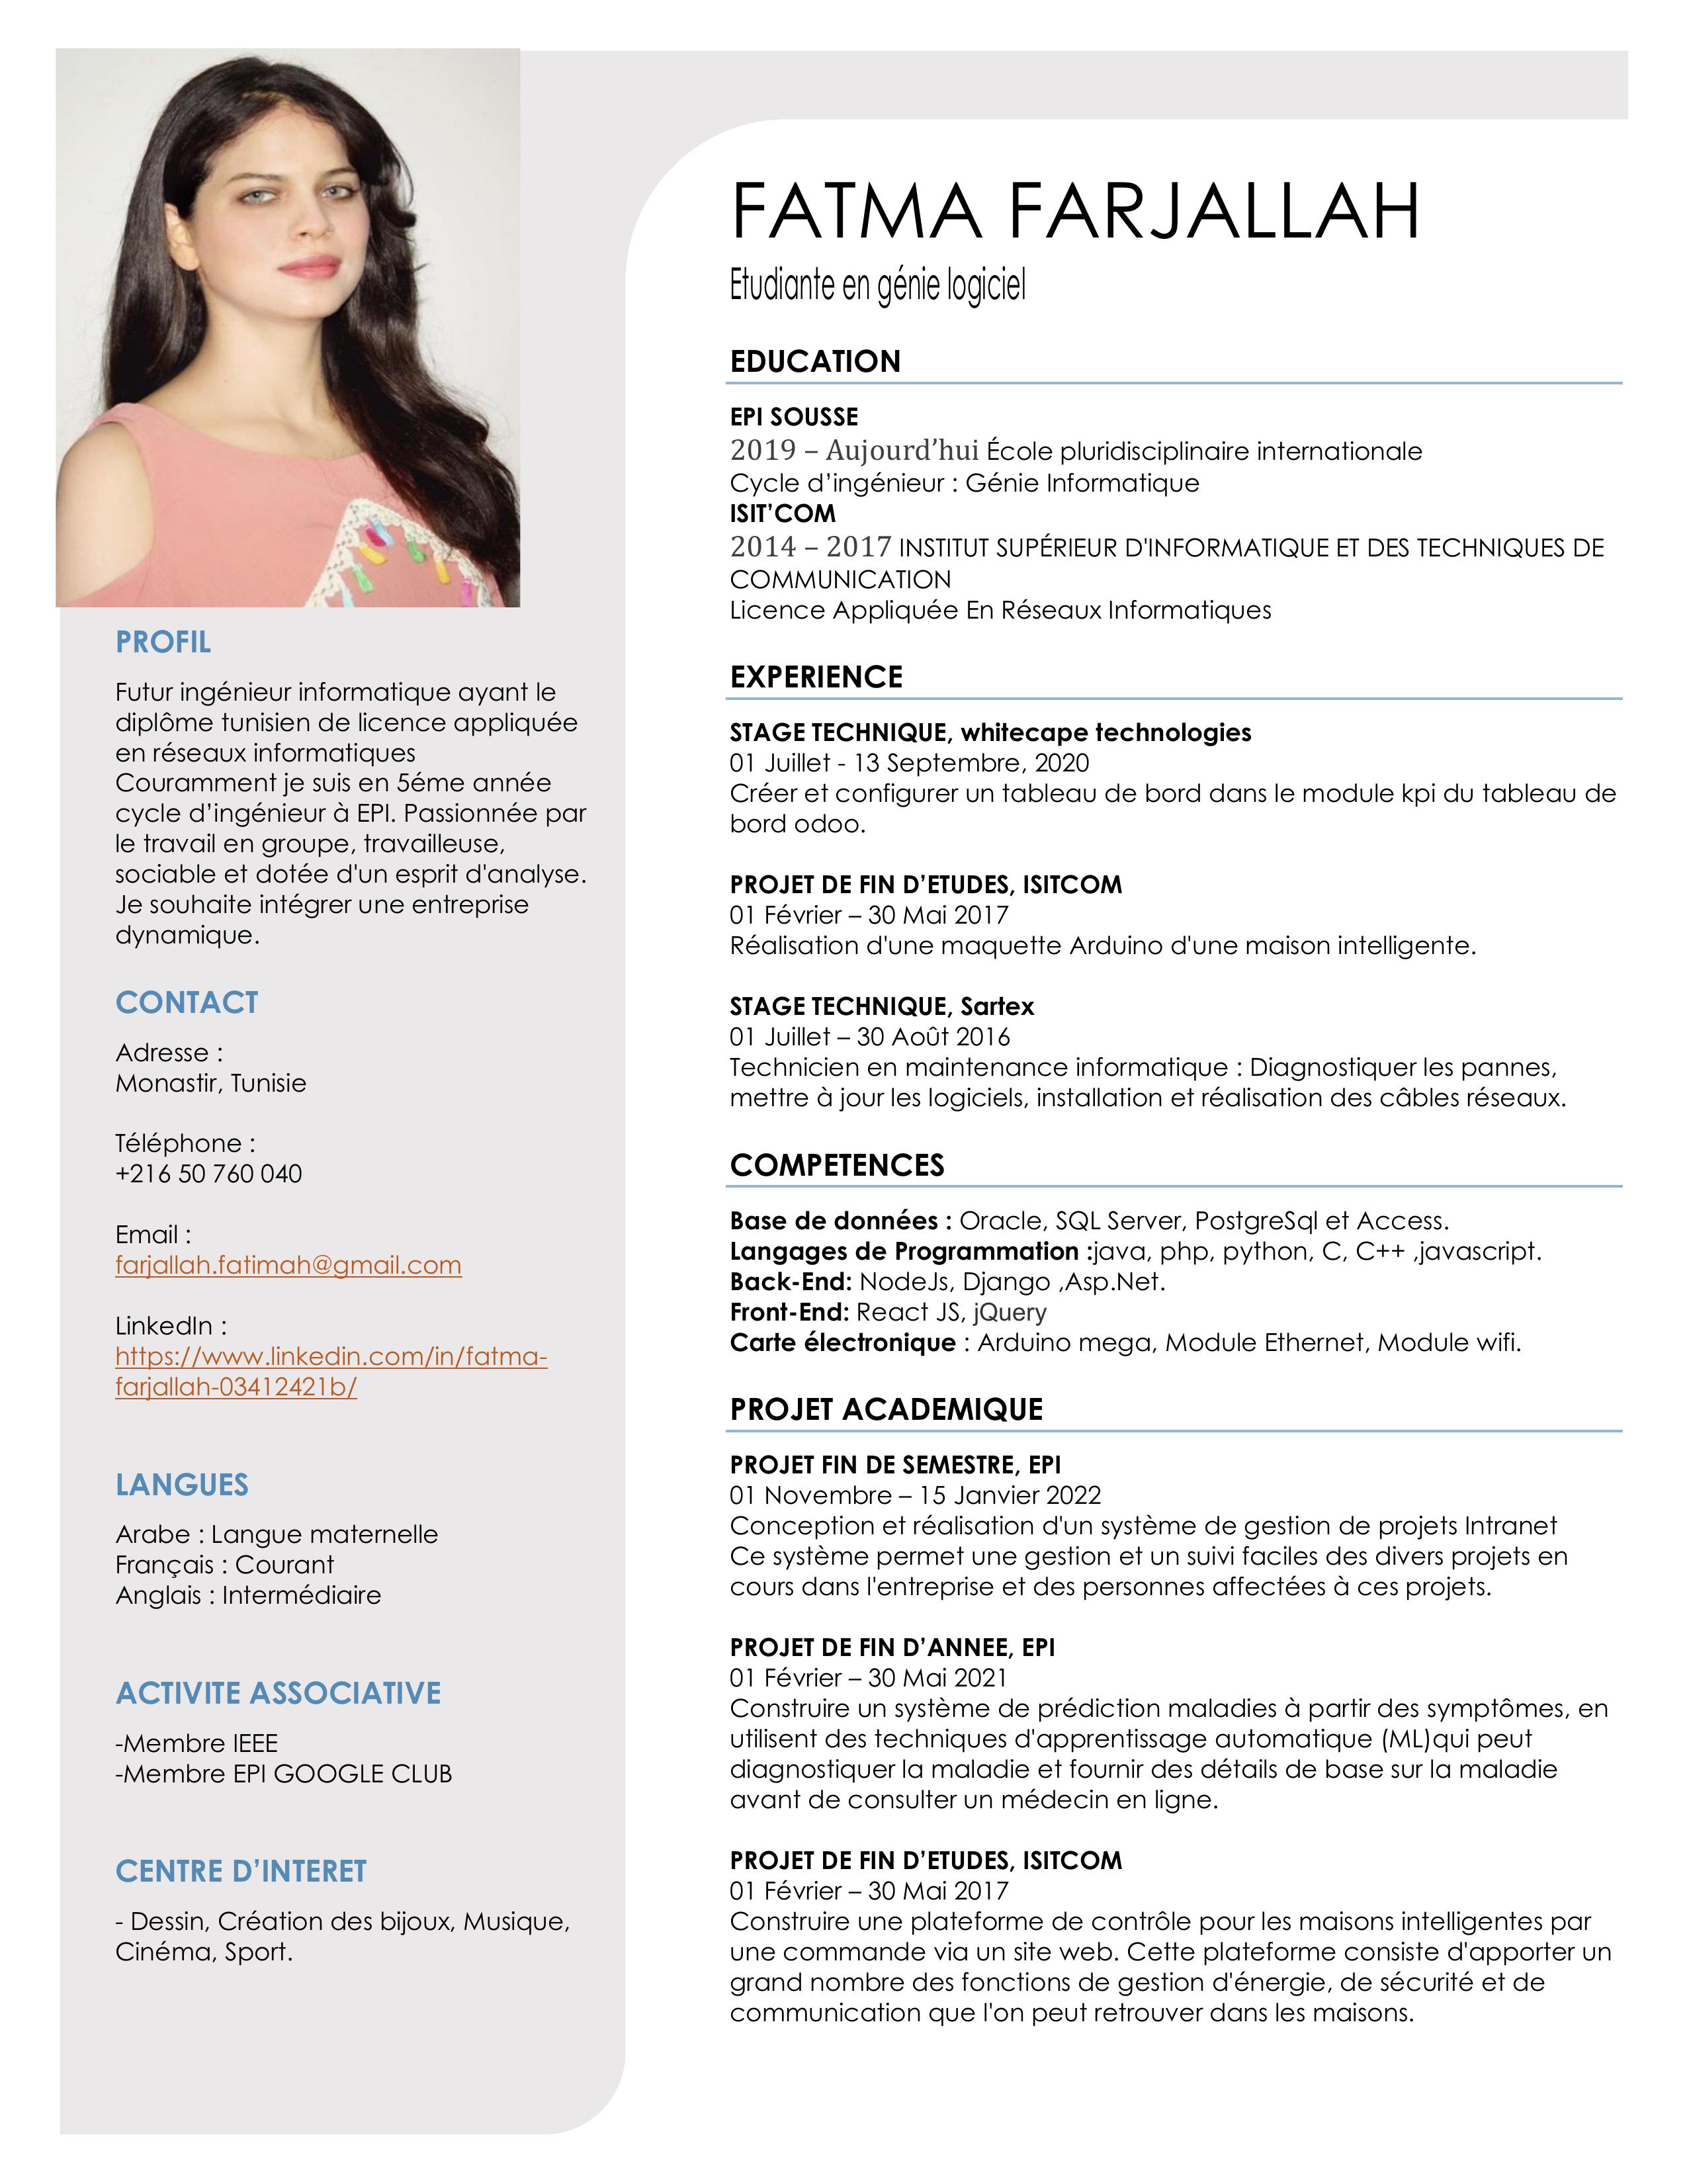 FATMA FARJALLAH
Etudiante en génie logiciel
PROFIL
Futur ingénieur informatique ayant le
diplôme tunisien de licence appliquée
en réseaux informatiques
Couramment je suis en 5éme année
cycle d’ingénieur à EPI. Passionnée par
le travail en groupe, travailleuse,
sociable et dotée d'un esprit d'analyse.
Je souhaite intégrer une entreprise
dynamique.
CONTACT
Adresse :
Monastir, Tunisie
Téléphone :
+216 50 760 040
Email :
farjallah.fatimah@gmail.com
LinkedIn :
https://www.linkedin.com/in/fatma-
farjallah-03412421b/
LANGUES
Arabe : Langue maternelle
Français : Courant
Anglais : Intermédiaire
ACTIVITE ASSOCIATIVE
-Membre IEEE
-Membre EPI GOOGLE CLUB
CENTRE D’INTERET
- Dessin, Création des bijoux, Musique,
Cinéma, Sport.
EDUCATION
EPI SOUSSE
2019 – Aujourd’hui École pluridisciplinaire internationale
Cycle d’ingénieur : Génie Informatique
ISIT’COM
2014 – 2017 INSTITUT SUPÉRIEUR D'INFORMATIQUE ET DES TECHNIQUES DE
COMMUNICATION
Licence Appliquée En Réseaux Informatiques
EXPERIENCE
STAGE TECHNIQUE, whitecape technologies
01 Juillet - 13 Septembre, 2020
Créer et configurer un tableau de bord dans le module kpi du tableau de
bord odoo.
PROJET DE FIN D’ETUDES, ISITCOM
01 Février – 30 Mai 2017
Réalisation d'une maquette Arduino d'une maison intelligente.
STAGE TECHNIQUE, Sartex
01 Juillet – 30 Août 2016
Technicien en maintenance informatique : Diagnostiquer les pannes,
mettre à jour les logiciels, installation et réalisation des câbles réseaux.
COMPETENCES
Base de données : Oracle, SQL Server, PostgreSql et Access.
Langages de Programmation :java, php, python, C, C++ ,javascript.
Back-End: NodeJs, Django ,Asp.Net.
Front-End: React JS, jQuery
Carte électronique : Arduino mega, Module Ethernet, Module wifi.
PROJET ACADEMIQUE
PROJET FIN DE SEMESTRE, EPI
01 Novembre – 15 Janvier 2022
Conception et réalisation d'un système de gestion de projets Intranet
Ce système permet une gestion et un suivi faciles des divers projets en
cours dans l'entreprise et des personnes affectées à ces projets.
PROJET DE FIN D’ANNEE, EPI
01 Février – 30 Mai 2021
Construire un système de prédiction maladies à partir des symptômes, en
utilisent des techniques d'apprentissage automatique (ML)qui peut
diagnostiquer la maladie et fournir des détails de base sur la maladie
avant de consulter un médecin en ligne.
PROJET DE FIN D’ETUDES, ISITCOM
01 Février – 30 Mai 2017
Construire une plateforme de contrôle pour les maisons intelligentes par
une commande via un site web. Cette plateforme consiste d'apporter un
grand nombre des fonctions de gestion d'énergie, de sécurité et de
communication que l'on peut retrouver dans les maisons.